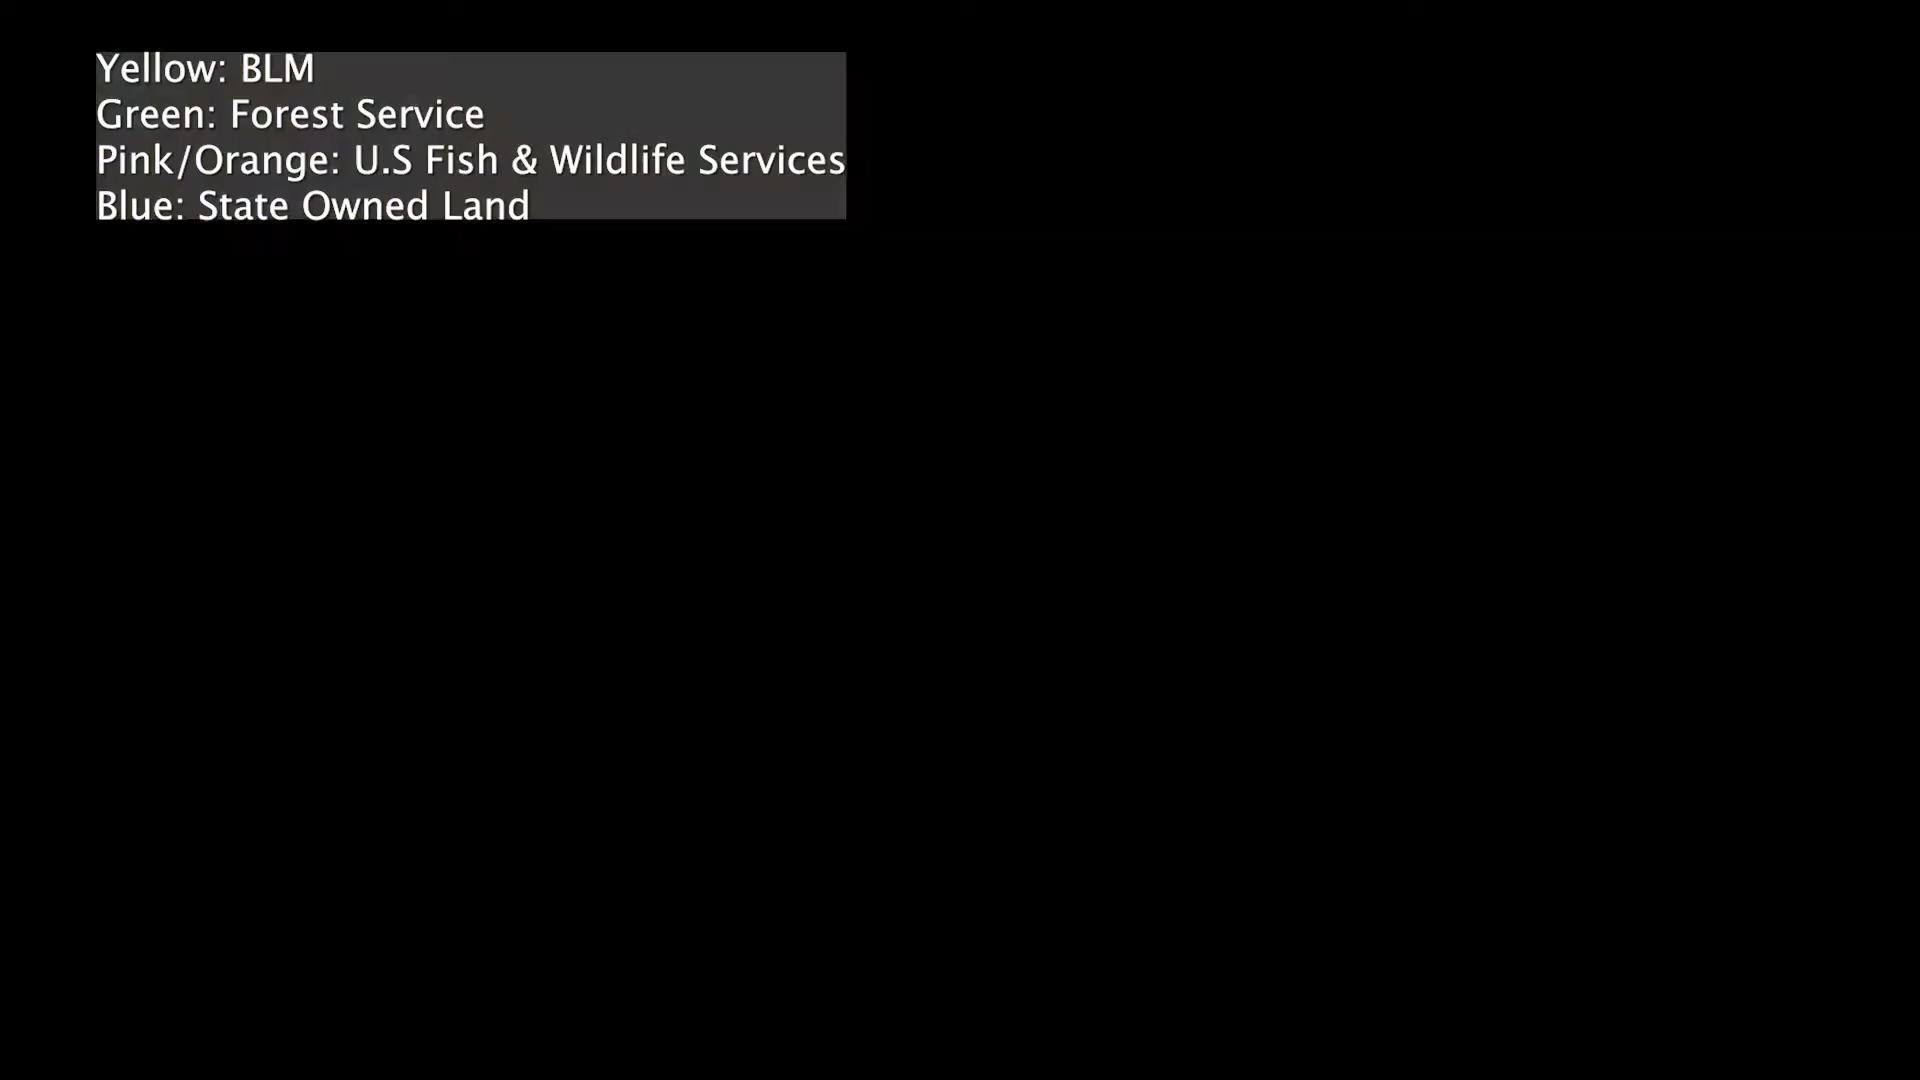 Yellow: BLM
Green: Forest Service
Pink/Orange: U.S Fish & Wildlife Services
Blue: State Owned Land